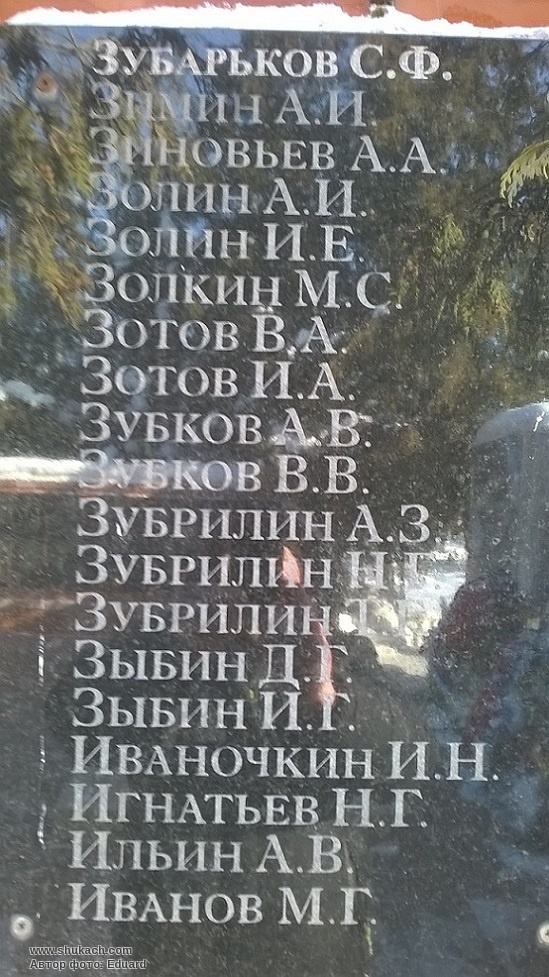 Зубарьков С.Ф.
Зимин А.И.
Зиновьев А.А.
Золин А.И.
Золин И.Е.
Золкин М.С.
Зотов В.А.
Зотов И.А.
Зубков А.В.
Зубков В.В.
Зубрилин А.З.
Зубрилин Н.Г.
Зубрилин
Зыбин Д.Г.
Зыбин И.Г.
Иваночкин И.Н.
Игнатьев Н.Г.
Ильин А.В.
Иванов М.Г.
www.shukach.com
Автор фото: Eduard